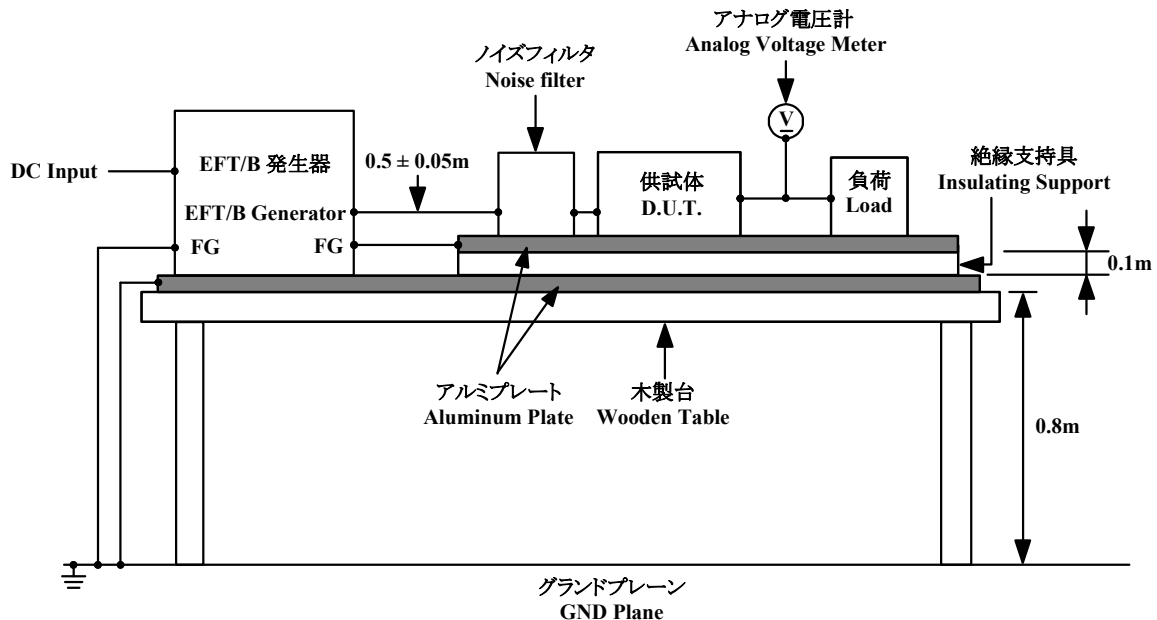 アナログ電圧計
Analog Voltage Meter
ノイズフィルタ
Noise filter
V
DC Input
EFT/B 発生器
EFT/B Generator
FG
FG
0.5 ± 0.05m
供試体
D.U.T.
負荷
Load
絶縁支持具
Insulating Support
0.1m
アルミプレート
Aluminum Plate
木製台
Wooden Table
0.8m
グランドプレーン
GND Plane